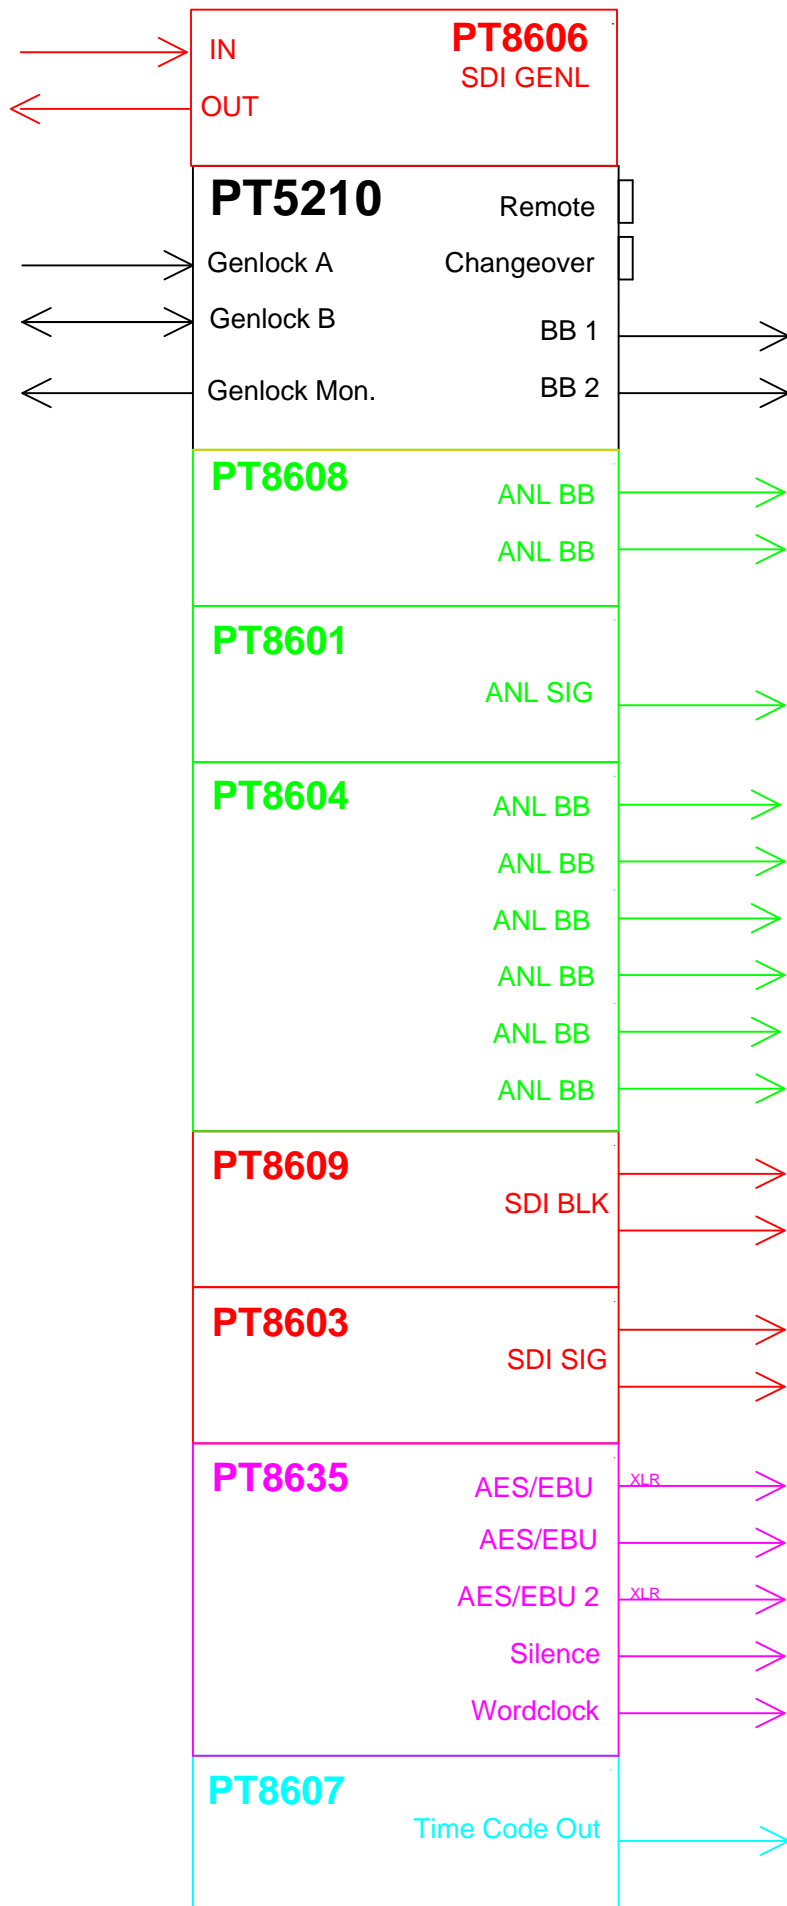 IN
PT8606
SDI GENL
OUT
PT5210
Remote
Genlock A
Changeover
Genlock B
BB 1
Genlock Mon.
BB 2
PT8608
ANL BB
ANL BB
PT8601
ANL SIG
PT8604
ANL BB
ANL BB
ANL BB
ANL BB
ANL BB
ANL BB
PT8609
SDI BLK
PT8603
SDI SIG
PT8635
AES/EBU
XLR
AES/EBU
AES/EBU 2
XLR
Silence
Wordclock
PT8607
Time Code Out